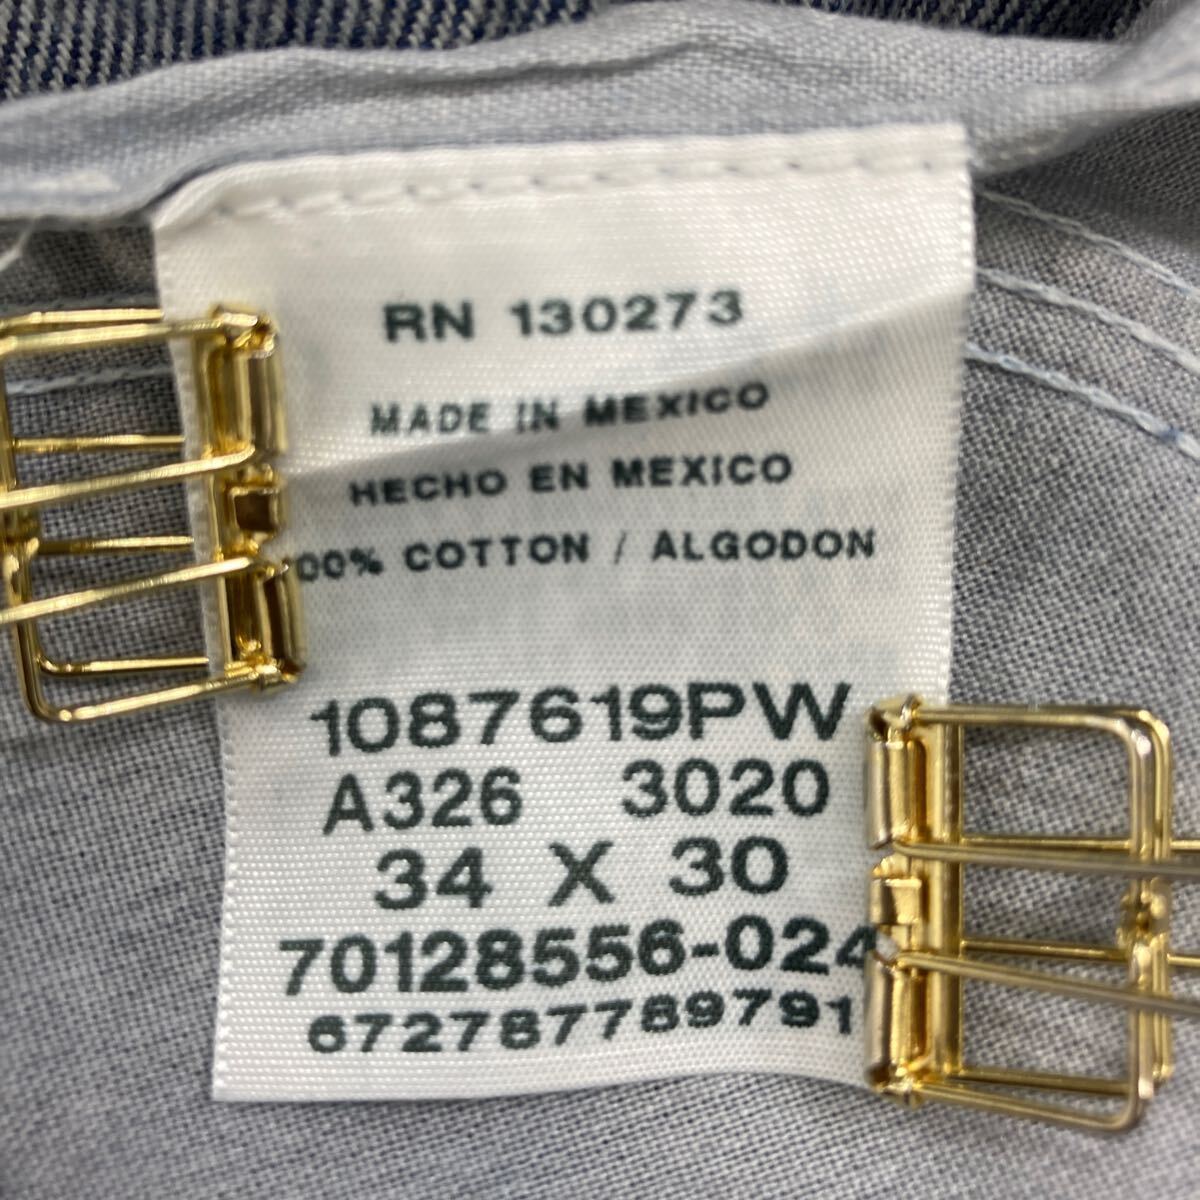 RN 130273
MADE IN MEXICO
HECHO EN MEXICO
00% COTTON / ALGODON
1087619PW
A326 3020
34 X 30
70128556-024
672787789791